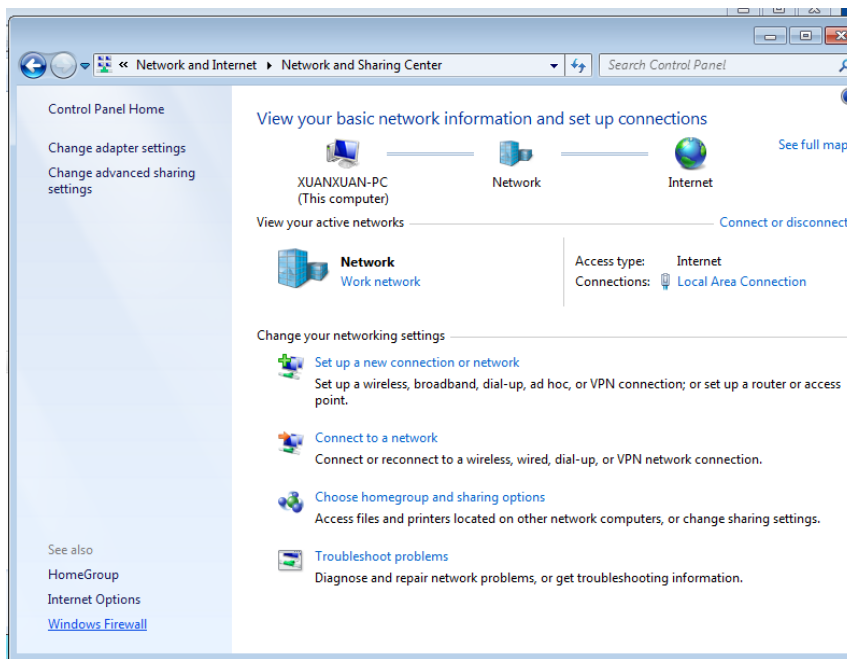 « Network and Internet ▸ Network and Sharing Center
Search Control Panel
Control Panel Home
Change adapter settings
Change advanced sharing
settings
View your basic network information and set up connections
See full map
XUANXUAN-PC
(This computer)
Network
Internet
View your active networks
Connect or disconnect
Network
Work network
Access type: Internet
Connections: Local Area Connection
Change your networking settings
Set up a new connection or network
Set up a wireless, broadband, dial-up, ad hoc, or VPN connection; or set up a router or access
point.
Connect to a network
Connect or reconnect to a wireless, wired, dial-up, or VPN network connection.
Choose homegroup and sharing options
Access files and printers located on other network computers, or change sharing settings.
Troubleshoot problems
Diagnose and repair network problems, or get troubleshooting information.
See also
HomeGroup
Internet Options
Windows Firewall